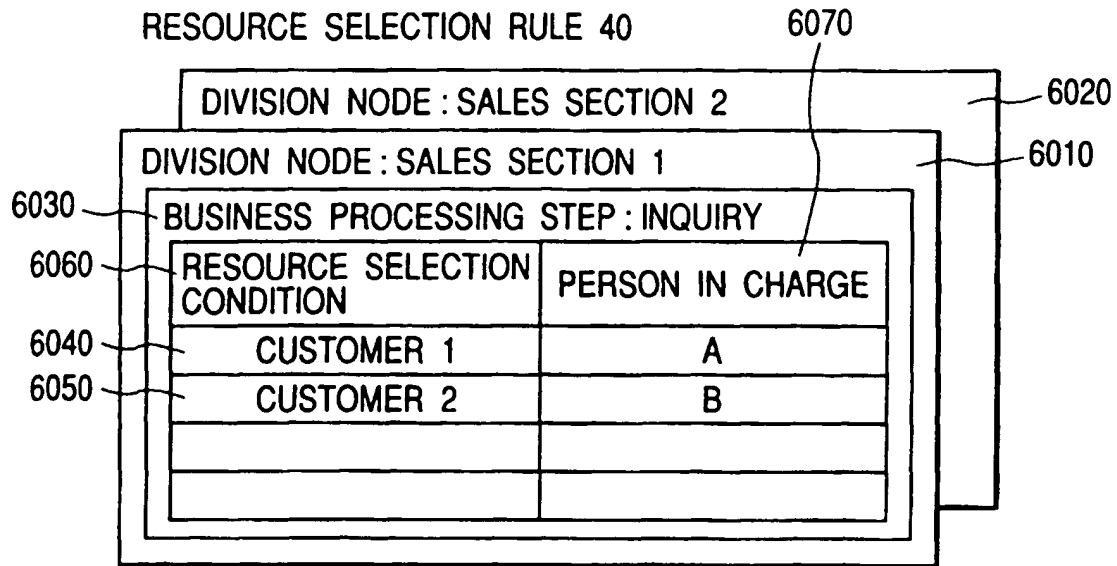 RESOURCE SELECTION RULE 40
6070
DIVISION NODE : SALES SECTION 2
6020
DIVISION NODE : SALES SECTION 1
6010
6030
BUSINESS PROCESSING STEP : INQUIRY
6060
RESOURCE SELECTION
CONDITION
PERSON IN CHARGE
6040
CUSTOMER 1
A
6050
CUSTOMER 2
B